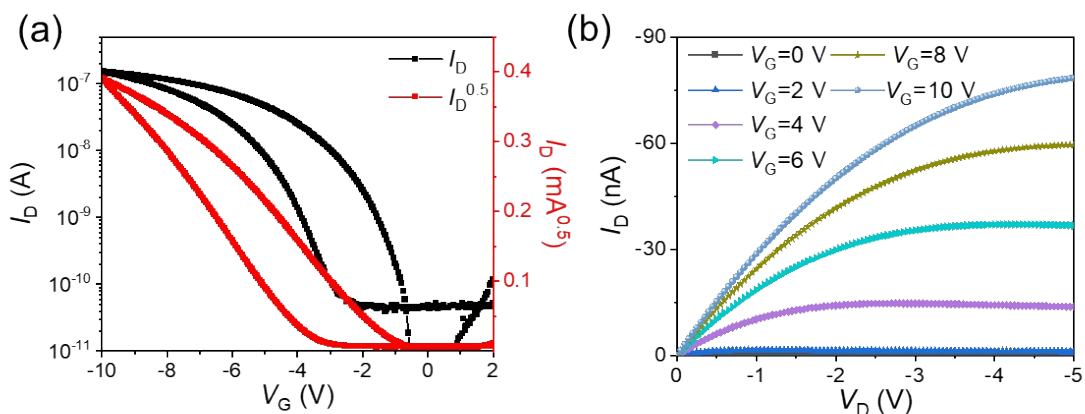 (a)
10⁻⁷
10⁻⁸
10⁻⁹
10⁻¹⁰
10⁻¹¹
I_D (A)
I_D
I_D^0.5
0.4
0.3
0.2
0.1
0.0
I_D (mA^0.5)
-10 -8 -6 -4 -2 0 2
V_G (V)
(b)
-90
-60
-30
0
I_D (nA)
V_G=0 V V_G=8 V
V_G=2 V V_G=10 V
V_G=4 V
V_G=6 V
0 -1 -2 -3 -4 -5
V_D (V)